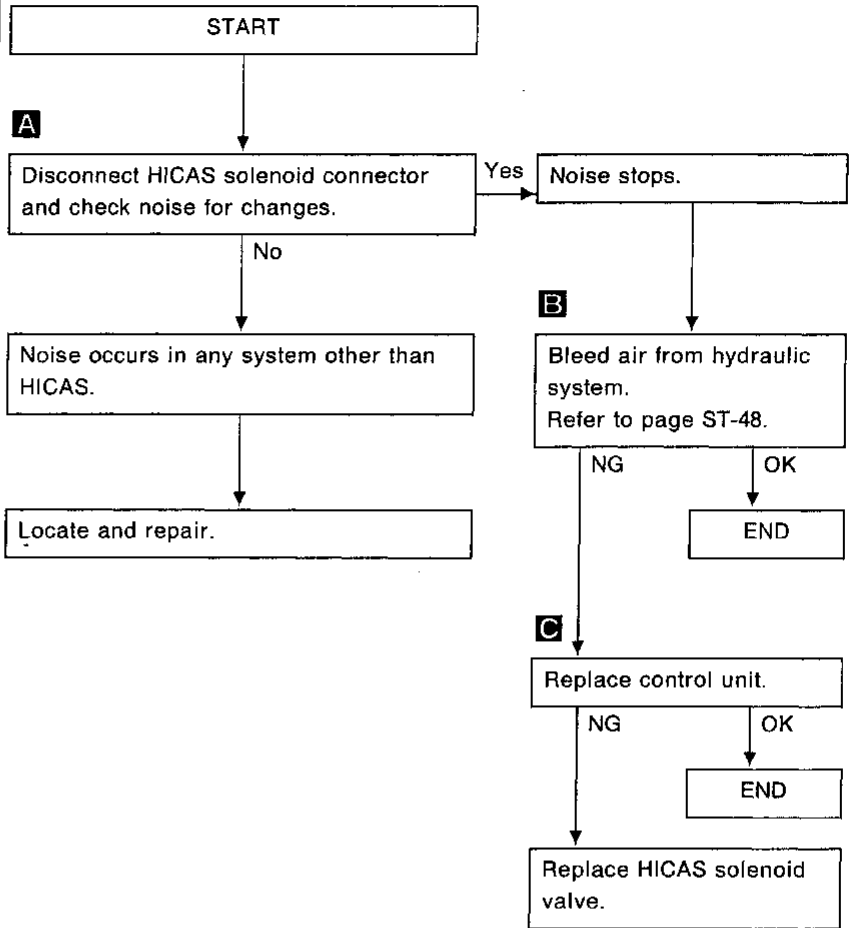 START
A
Disconnect HICAS solenoid connector
and check noise for changes.
Yes
Noise stops.
No
Noise occurs in any system other than
HICAS.
Locate and repair.
B
Bleed air from hydraulic
system.
Refer to page ST-48.
NG
OK
END
C
Replace control unit.
NG
OK
END
Replace HICAS solenoid
valve.